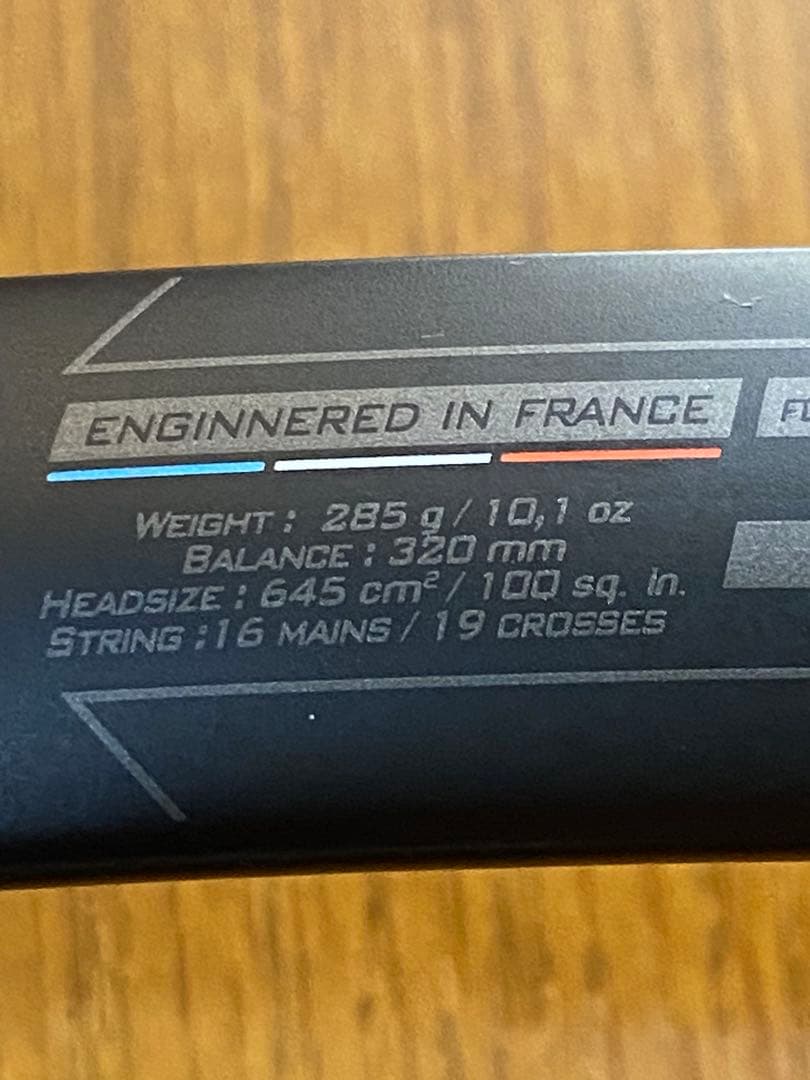 ENGINNERED IN FRANCE
WEIGHT : 285 g / 10,1 oz
BALANCE : 320 mm
HEADSIZE : 645 cm² / 100 sq. in.
STRING :16 MAINS / 19 CROSSES